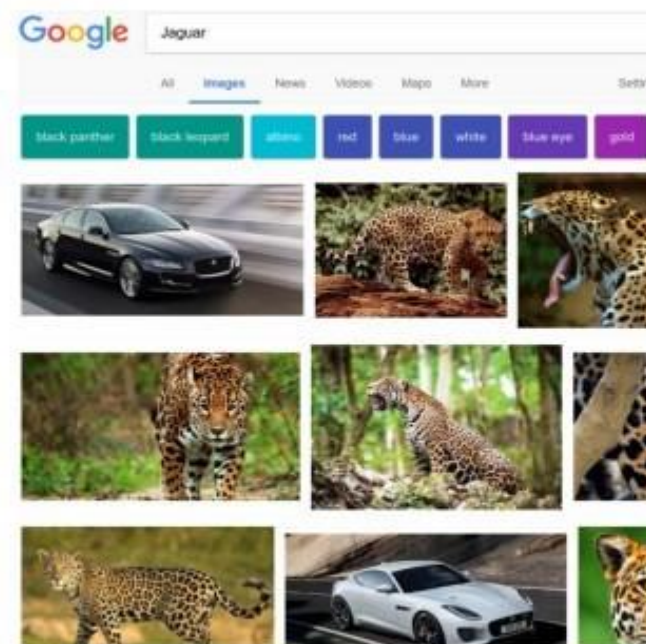 Google
Jaguar
All Images News Videos Maps More
black panther black leopard albino red blue white blue eye gold